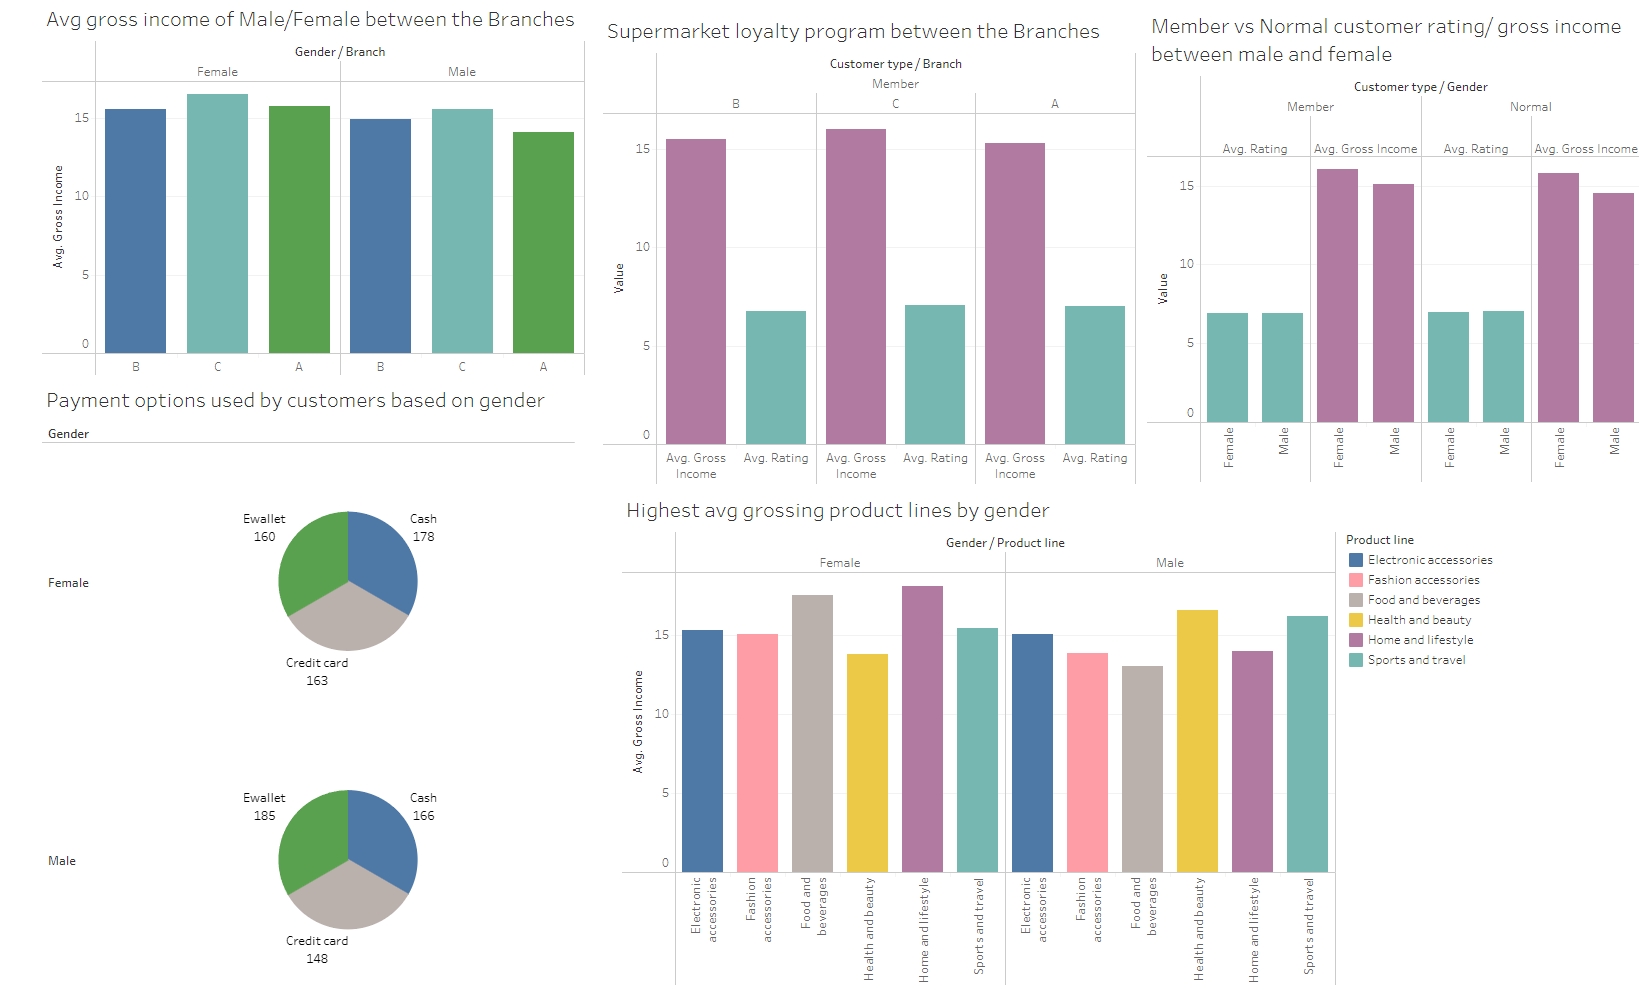 Avg gross income of Male/Female between the Branches
Gender / Branch
Female
Male
Avg. Gross Income
15
10
5
0
B
C
A
B
C
A
Supermarket loyalty program between the Branches
Customer type / Branch
Member
B
C
A
Value
15
10
5
0
Avg. Gross
Income
Avg. Rating
Avg. Gross
Income
Avg. Rating
Avg. Gross
Income
Avg. Rating
Member vs Normal customer rating/ gross income
between male and female
Customer type / Gender
Member
Normal
Avg. Rating
Avg. Gross Income
Avg. Rating
Avg. Gross Income
Value
15
10
5
0
Female
Male
Female
Male
Female
Male
Female
Male
Payment options used by customers based on gender
Gender
Female
Ewallet
160
Cash
178
Credit card
163
Male
Ewallet
185
Cash
166
Credit card
148
Highest avg grossing product lines by gender
Gender / Product line
Female
Male
Avg. Gross Income
15
10
5
0
Electronic
accessories
Fashion
accessories
Food and
beverages
Health and beauty
Home and lifestyle
Sports and travel
Electronic
accessories
Fashion
accessories
Food and
beverages
Health and beauty
Home and lifestyle
Sports and travel
Product line
Electronic accessories
Fashion accessories
Food and beverages
Health and beauty
Home and lifestyle
Sports and travel